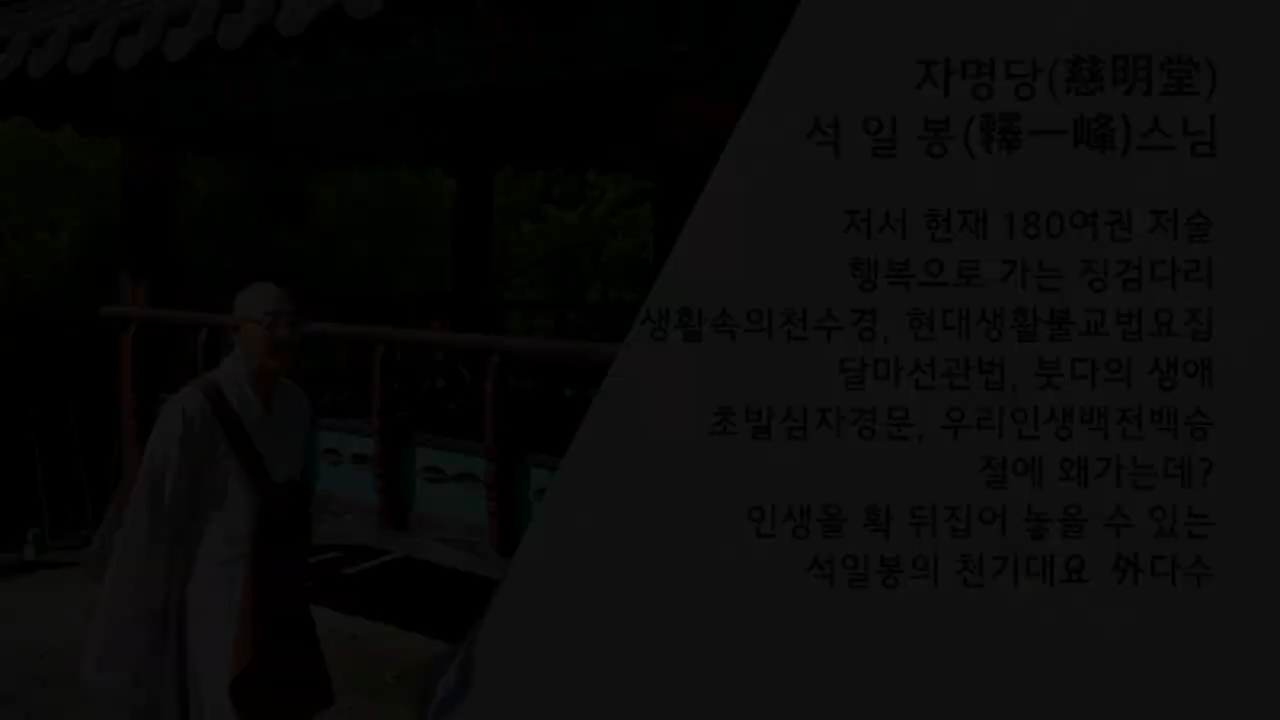 자명당(慈明堂)
석 일 봉(釋一峰)스님
저서 현재 180여권 저술
행복으로 가는 징검다리
생활속의천수경, 현대생활불교법요집
달마선관법, 붓다의 생애
초발심자경문, 우리인생백전백승
절에 왜가는데?
인생을 확 뒤집어 놓을 수 있는
석일봉의 천기대요 外다수